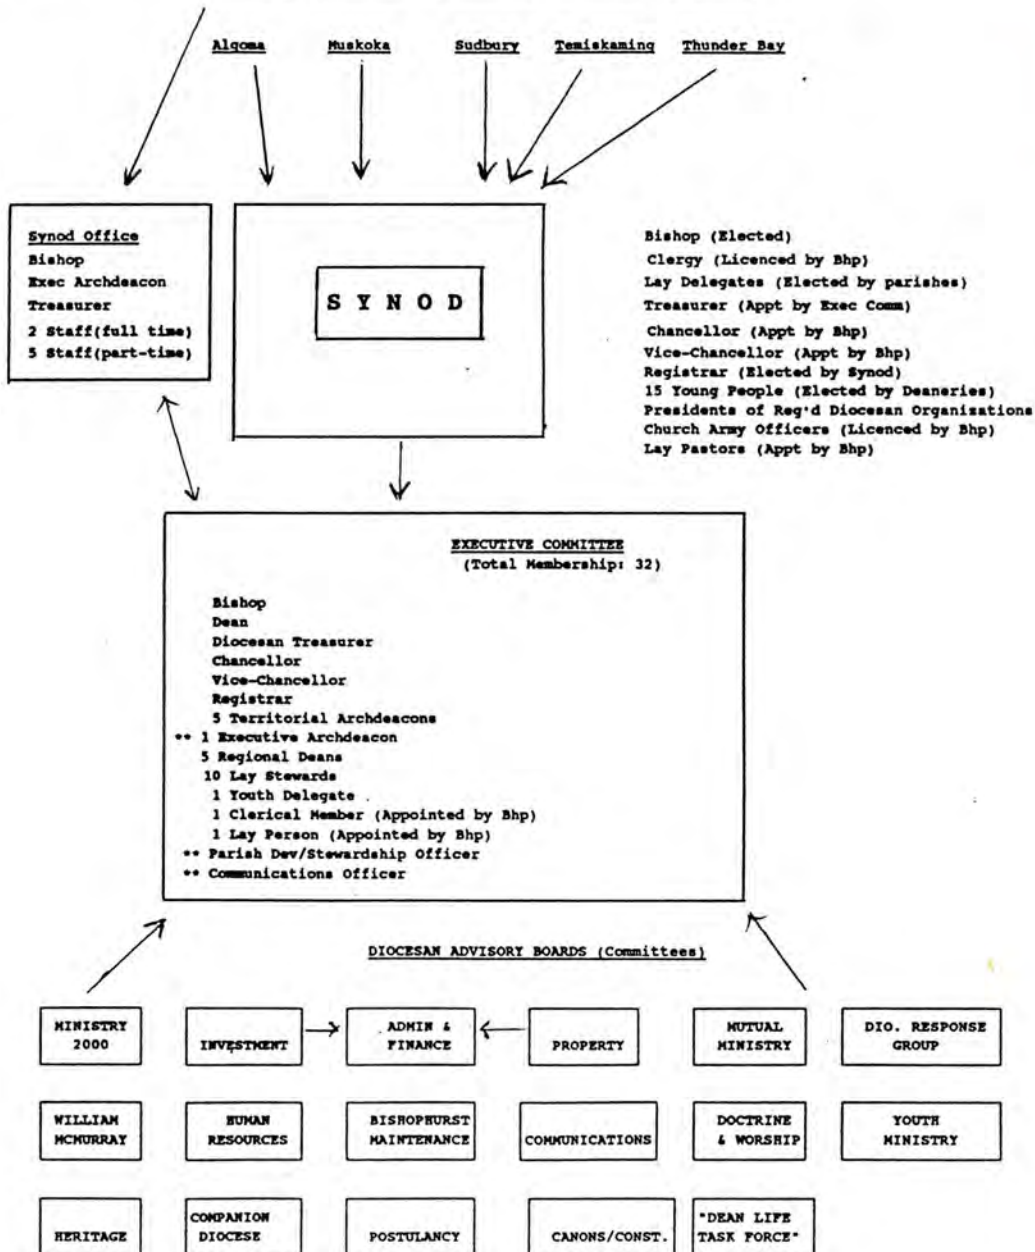 Algoma Muskoka Sudbury Temiskaming Thunder Bay
Synod Office
Bishop
Exec Archdeacon
Treasurer
2 Staff(full time)
5 Staff(part-time)
S Y N O D
Bishop (Elected)
Clergy (Licenced by Bhp)
Lay Delegates (Elected by parishes)
Treasurer (Appt by Exec Comm)
Chancellor (Appt by Bhp)
Vice-Chancellor (Appt by Bhp)
Registrar (Elected by Synod)
15 Young People (Elected by Deaneries)
Presidents of Reg'd Diocesan Organizations
Church Army Officers (Licenced by Bhp)
Lay Pastors (Appt by Bhp)
EXECUTIVE COMMITTEE
(Total Membership: 32)
Bishop
Dean
Diocesan Treasurer
Chancellor
Vice-Chancellor
Registrar
5 Territorial Archdeacons
** 1 Executive Archdeacon
5 Regional Deans
10 Lay Stewards
1 Youth Delegate
1 Clerical Member (Appointed by Bhp)
1 Lay Person (Appointed by Bhp)
** Parish Dev/Stewardship Officer
** Communications Officer
DIOCESAN ADVISORY BOARDS (Committees)
MINISTRY
2000
INVESTMENT
ADMIN &
FINANCE
PROPERTY
MUTUAL
MINISTRY
DIO. RESPONSE
GROUP
WILLIAM
MCMURRAY
HUMAN
RESOURCES
BISHOPHURST
MAINTENANCE
COMMUNICATIONS
DOCTRINE
& WORSHIP
YOUTH
MINISTRY
HERITAGE
COMPANION
DIOCESE
POSTULANCY
CANONS/CONST.
"DEAN LIFE
TASK FORCE"